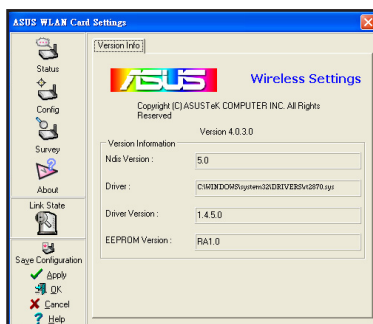 ASUS WLAN Card Settings
Status
Config
Survey
About
Link State
Save Configuration
Apply
OK
Cancel
Help
Version Info
ASUS
Wireless Settings
Copyright (C) ASUSTeK COMPUTER INC. All Rights
Reserved
Version 4.0.3.0
Version Information
Ndis Version :
5.0
Driver :
C:\WINDOWS\system32\DRIVERS\rt2870.sys
Driver Version :
1.4.5.0
EEPROM Version :
RA1.0